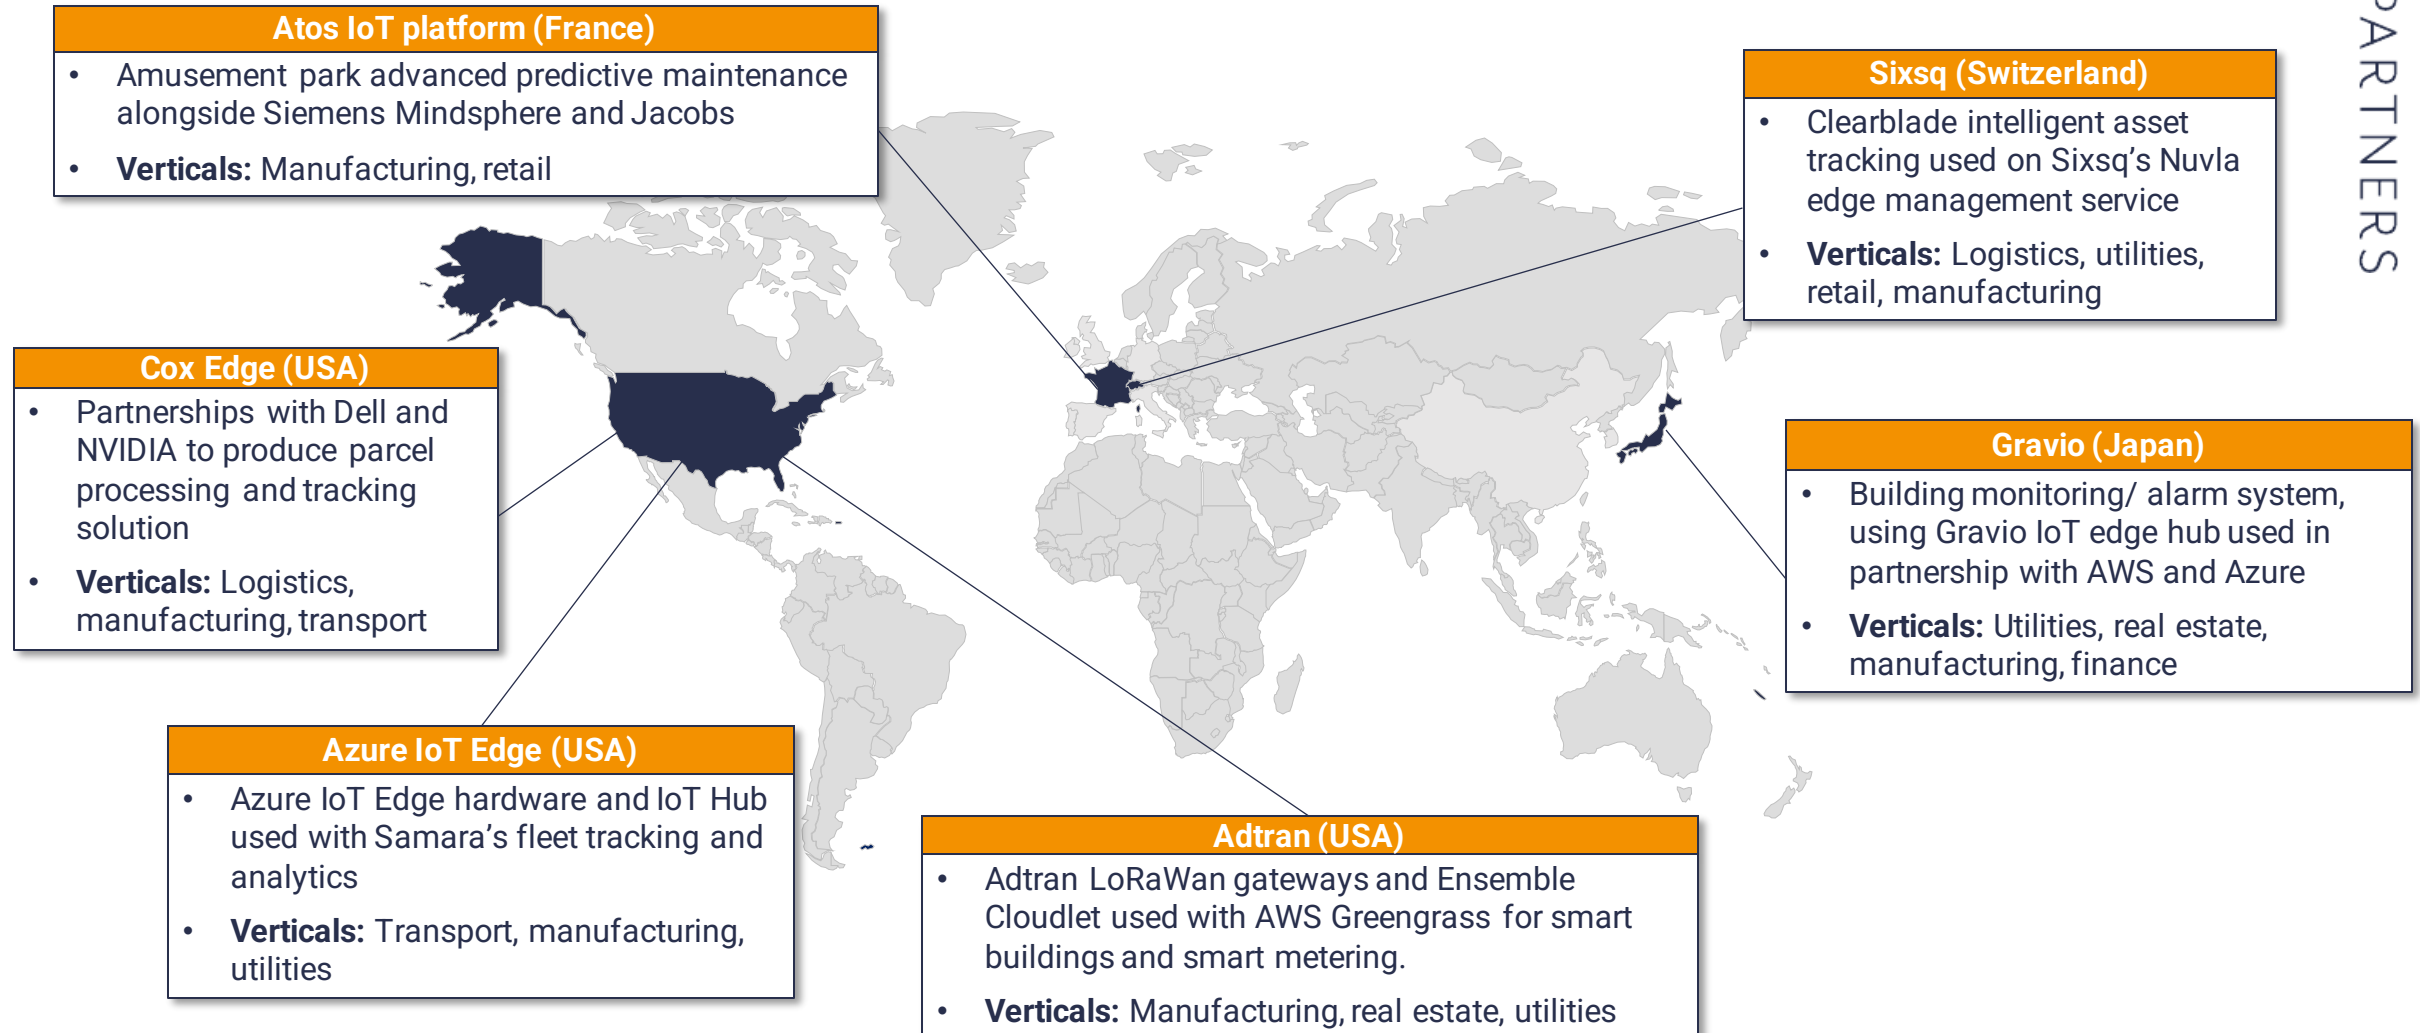 Atos IoT platform (France)
• Amusement park advanced predictive maintenance
alongside Siemens Mindsphere and Jacobs
• Verticals: Manufacturing, retail
Sixsq (Switzerland)
• Clearblade intelligent asset
tracking used on Sixsq’s Nuvla
edge management service
• Verticals: Logistics, utilities,
retail, manufacturing
PARTNERS
Cox Edge (USA)
• Partnerships with Dell and
NVIDIA to produce parcel
processing and tracking
solution
• Verticals: Logistics,
manufacturing, transport
Gravio (Japan)
• Building monitoring/ alarm system,
using Gravio IoT edge hub used in
partnership with AWS and Azure
• Verticals: Utilities, real estate,
manufacturing, finance
Azure IoT Edge (USA)
• Azure IoT Edge hardware and IoT Hub
used with Samara’s fleet tracking and
analytics
• Verticals: Transport, manufacturing,
utilities
Adtran (USA)
• Adtran LoRaWan gateways and Ensemble
Cloudlet used with AWS Greengrass for smart
buildings and smart metering.
• Verticals: Manufacturing, real estate, utilities